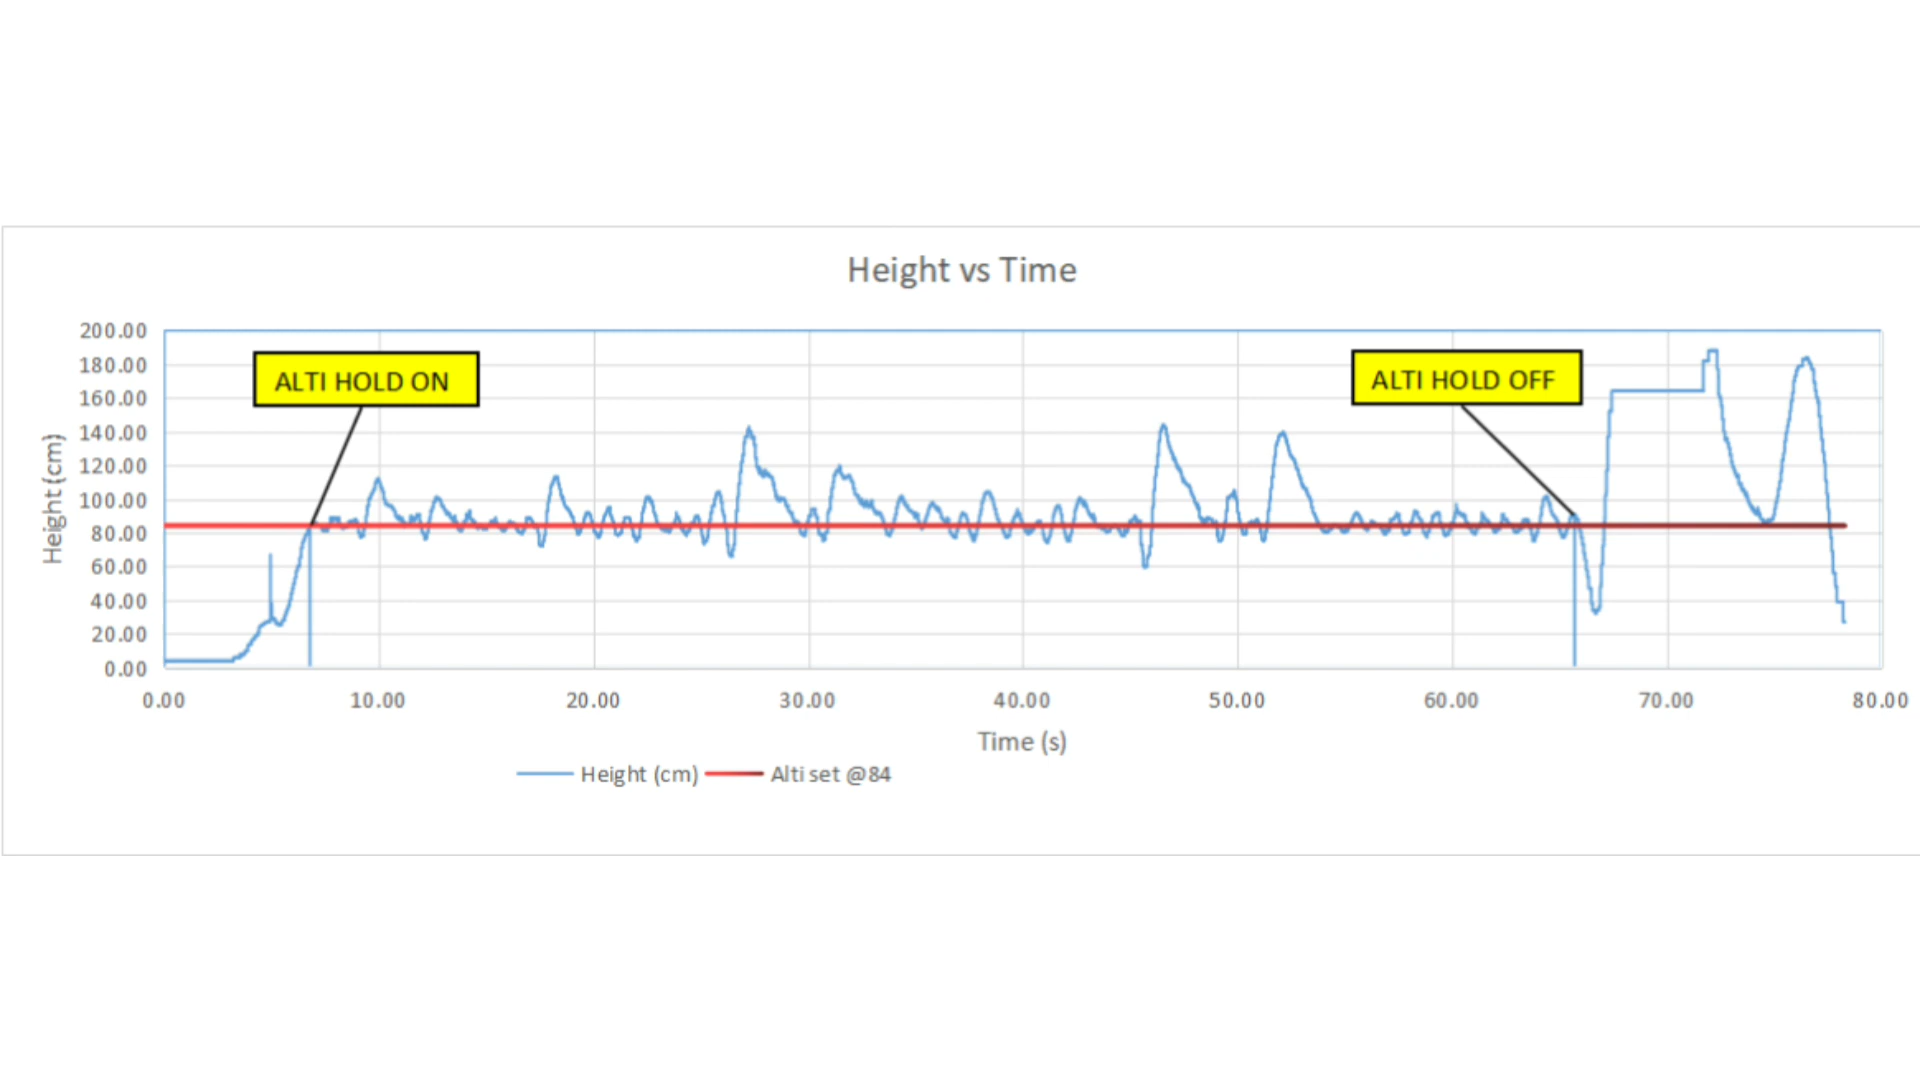 Height vs Time
200.00
180.00
160.00
140.00
120.00
100.00
80.00
60.00
40.00
20.00
0.00
Height (cm)
ALTI HOLD ON
ALTI HOLD OFF
0.00 10.00 20.00 30.00 40.00 50.00 60.00 70.00 80.00
Time (s)
Height (cm) Alti set @84